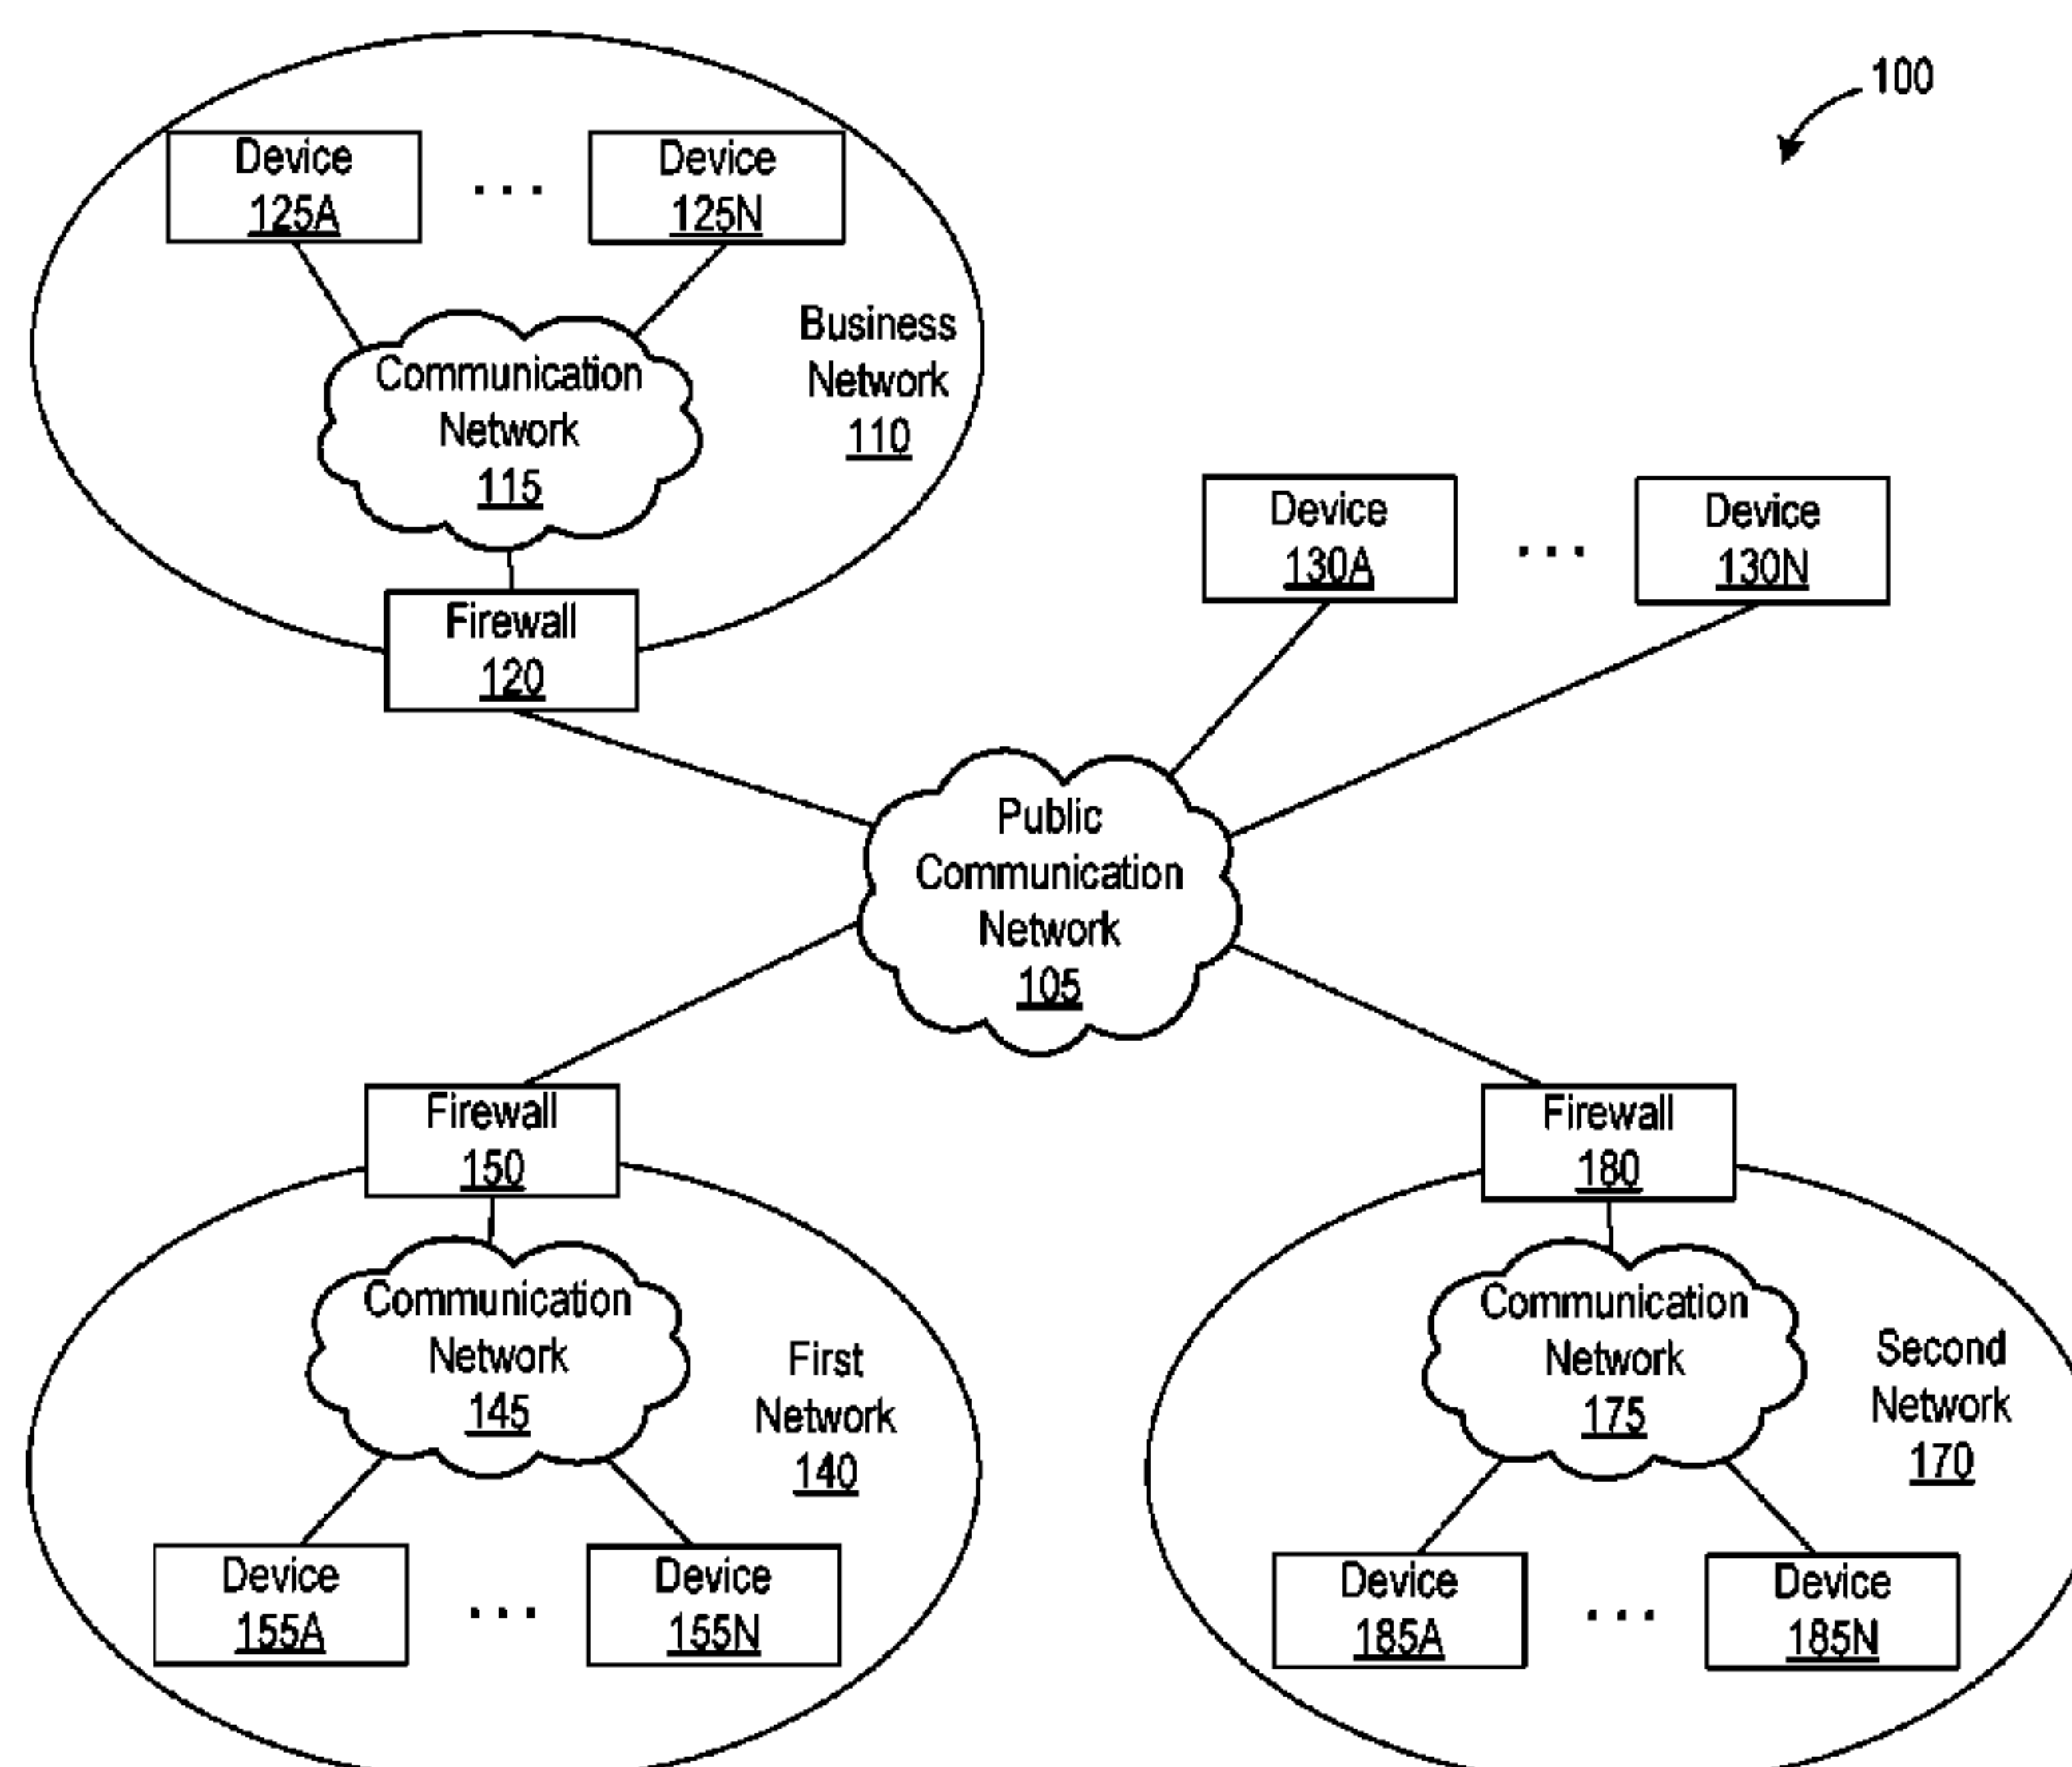 100
Device
125A
...
Device
125N
Business
Network
110
Communication
Network
115
Firewall
120
Device
130A
...
Device
130N
Public
Communication
Network
105
Firewall
150
Communication
Network
145
First
Network
140
Device
155A
...
Device
155N
Firewall
180
Communication
Network
175
Second
Network
170
Device
185A
...
Device
185N